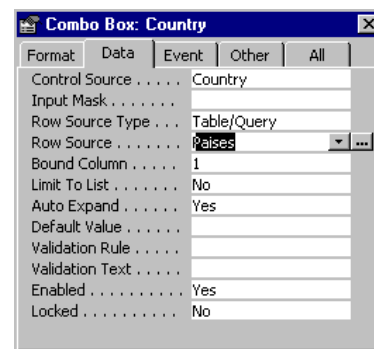 Combo Box: Country
Format Data Event Other All
Control Source . . . . . Country
Input Mask . . . . . . .
Row Source Type . . . Table/Query
Row Source . . . . . . . Paises ...
Bound Column . . . . . 1
Limit To List . . . . . . . No
Auto Expand . . . . . . Yes
Default Value . . . . . .
Validation Rule . . . . .
Validation Text . . . . .
Enabled . . . . . . . . . . Yes
Locked . . . . . . . . . . No